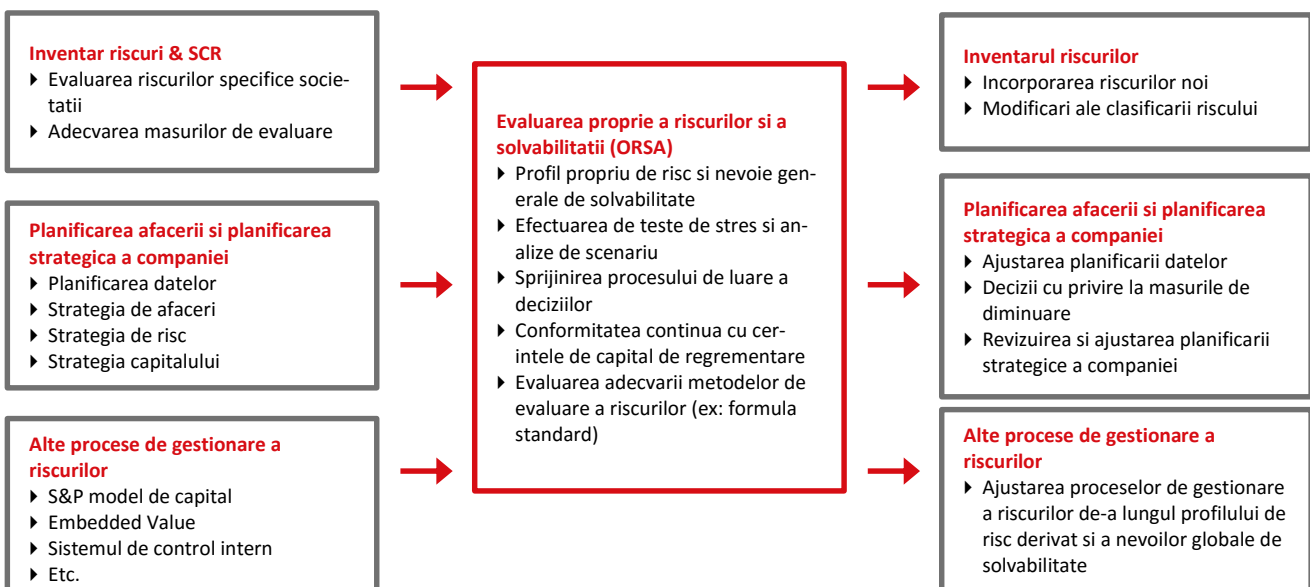 Inventar riscuri & SCR
▶ Evaluarea riscurilor specifice socie-
tatii
▶ Adecvarea masurilor de evaluare
Planificarea afacerii si planificarea
strategica a companiei
▶ Planificarea datelor
▶ Strategia de afaceri
▶ Strategia de risc
▶ Strategia capitalului
Alte procese de gestionare a
riscurilor
▶ S&P model de capital
▶ Embedded Value
▶ Sistemul de control intern
▶ Etc.
Evaluarea proprie a riscurilor si a
solvabilitatii (ORSA)
▶ Profil propriu de risc si nevoie gen-
erale de solvabilitate
▶ Efectuarea de teste de stres si an-
alize de scenariu
▶ Sprijinirea procesului de luare a
deciziilor
▶ Conformitatea continua cu cer-
intele de capital de regrementare
▶ Evaluarea adecvarii metodelor de
evaluare a riscurilor (ex: formula
standard)
Inventarul riscurilor
▶ Incorporarea riscurilor noi
▶ Modificari ale clasificarii riscului
Planificarea afacerii si planificarea
strategica a companiei
▶ Ajustarea planificarii datelor
▶ Decizii cu privire la masurile de
diminuare
▶ Revizuirea si ajustarea planificarii
strategice a companiei
Alte procese de gestionare a
riscurilor
▶ Ajustarea proceselor de gestionare
a riscurilor de-a lungul profilului de
risc derivat si a nevoilor globale de
solvabilitate